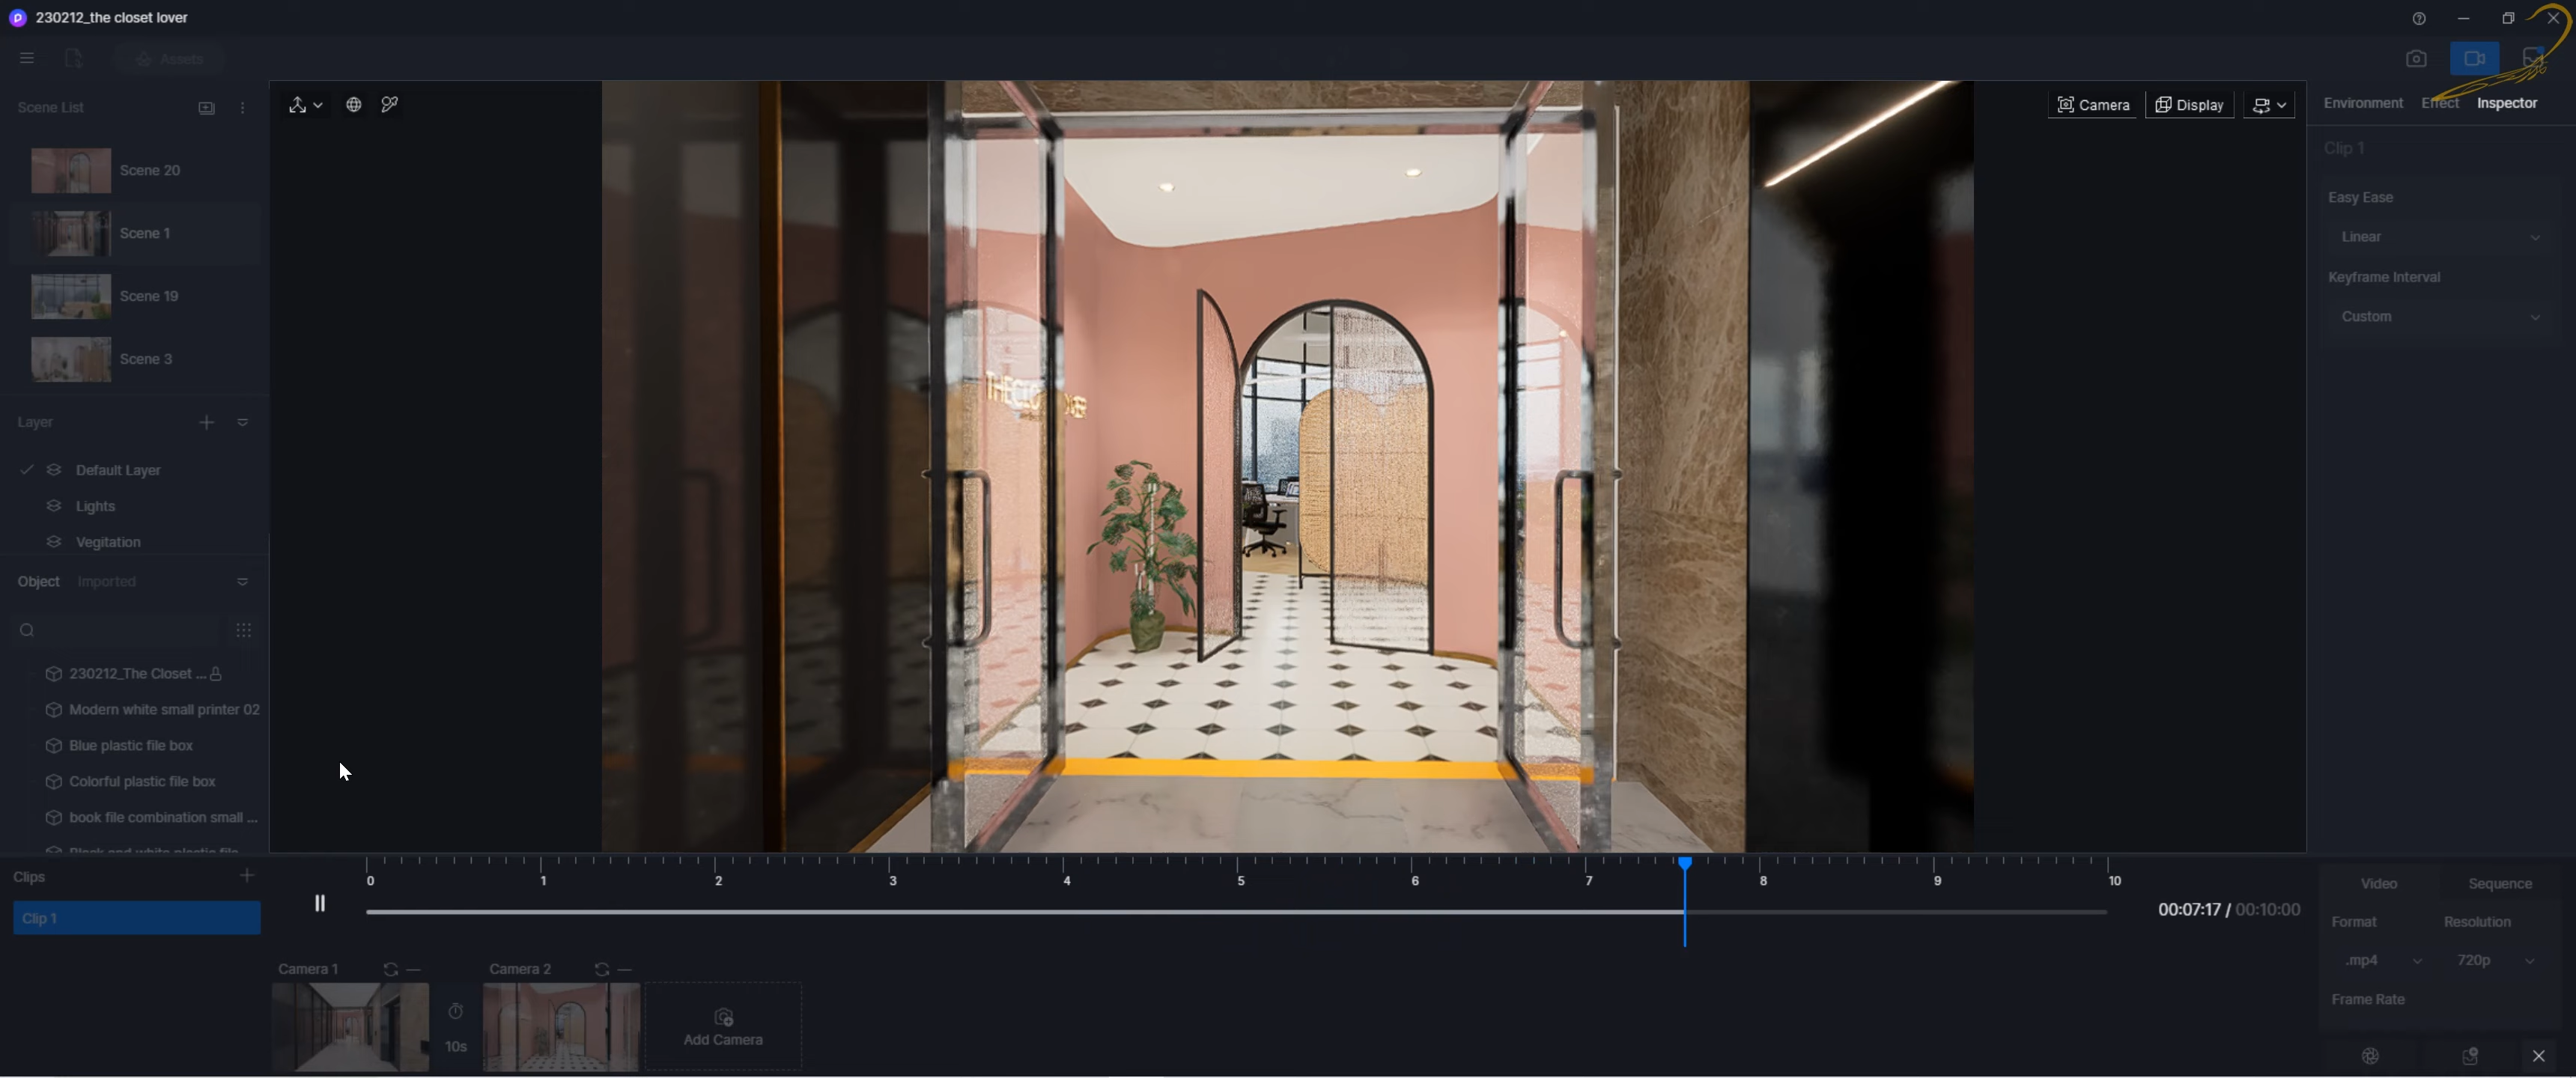 230212_the closet lover
Assets
Scene List
Camera
Display
Environment
Effect
Inspector
Scene 20
Scene 1
Scene 19
Scene 3
Clip 1
Easy Ease
Linear
Keyframe Interval
Custom
Layer
Default Layer
Lights
Vegitation
Object
Imported
230212_The Closet ...
Modern white small printer 02
Blue plastic file box
Colorful plastic file box
book file combination small ...
Clips
Clip 1
0 1 2 3 4 5 6 7 8 9 10
00:07:17 / 00:10:00
Camera 1
10s
Camera 2
Add Camera
Video
Sequence
Format
Resolution
.mp4
720p
Frame Rate